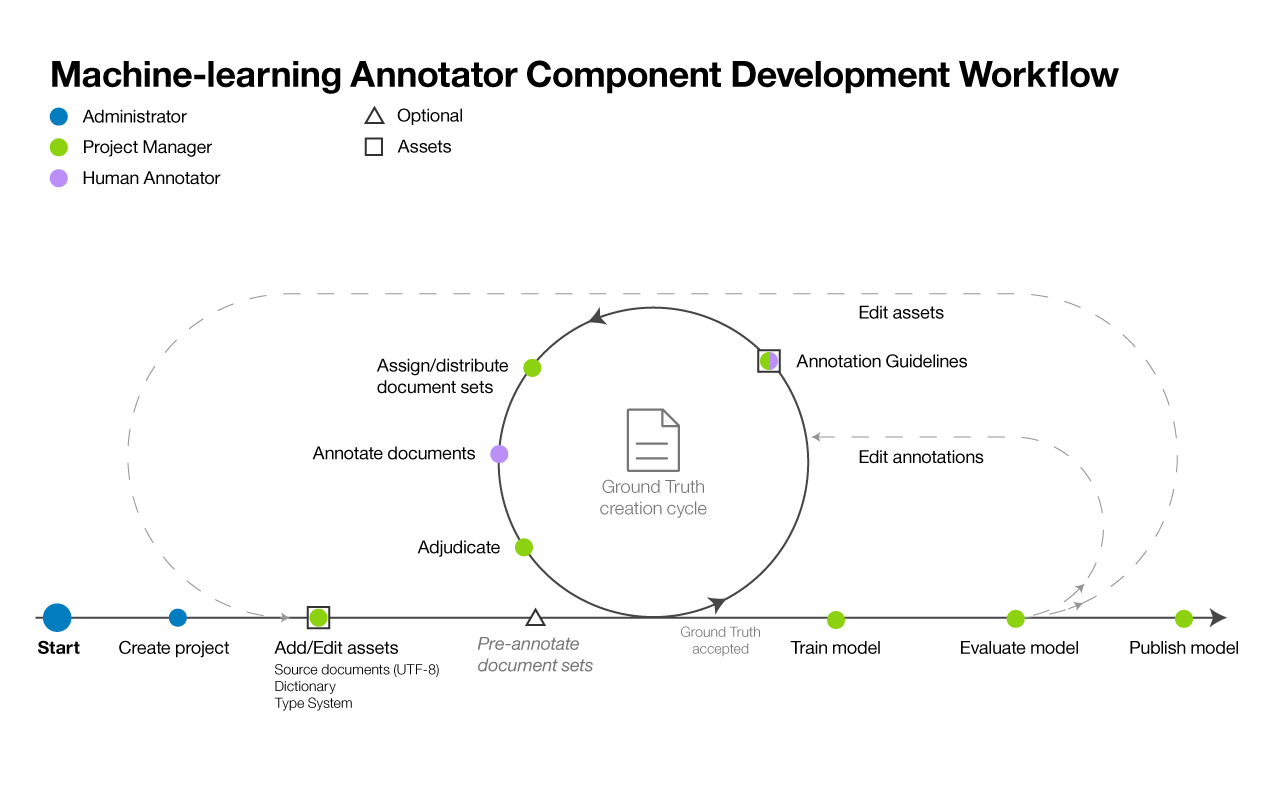 Machine-learning Annotator Component Development Workflow
Administrator
Project Manager
Human Annotator
Optional
Assets
Edit assets
Assign/distribute
document sets
Annotation Guidelines
Annotate documents
Edit annotations
Ground Truth
creation cycle
Adjudicate
Start
Create project
Add/Edit assets
Source documents (UTF-8)
Dictionary
Type System
Pre-annotate
document sets
Ground Truth
accepted
Train model
Evaluate model
Publish model